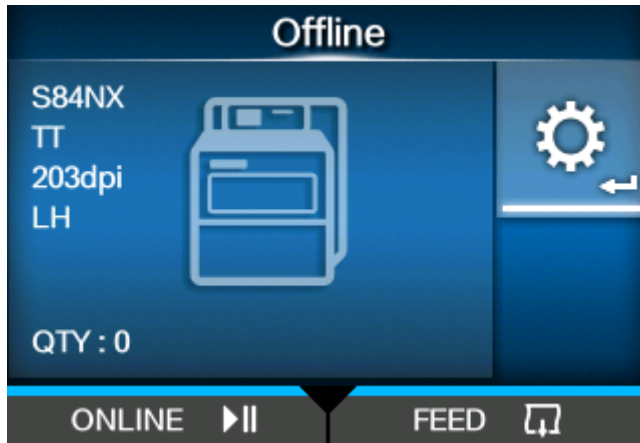 Offline
S84NX
TT
203dpi
LH
QTY : 0
ONLINE
FEED